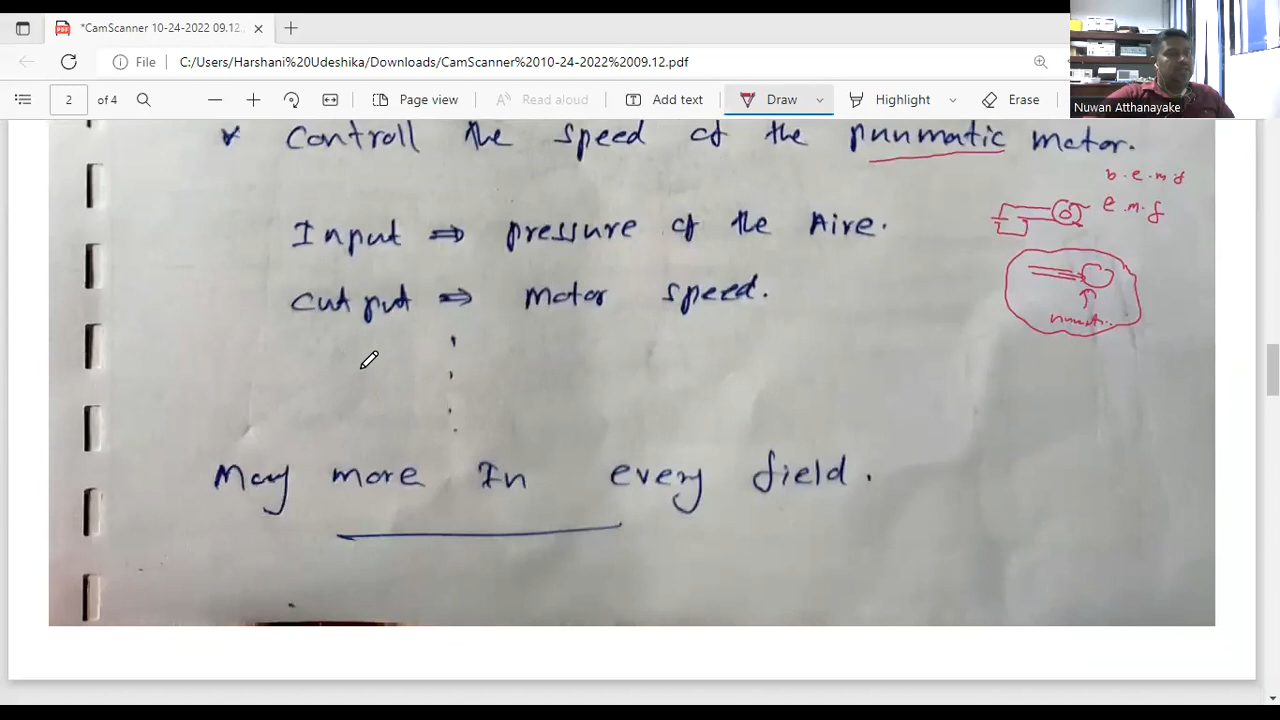 *CamScanner 10-24-2022 09.12.
File C:/Users/Harshani%20Udeshika/Downloads/CamScanner%2010-24-2022%2009.12.pdf
2 of 4 Page view Read aloud Add text Draw Highlight Erase
Nuwan Atthanayake
Controll the speed of the pnumatic motor.
b.e.m.f
e.m.f
Input ⇒ pressure of the Aire.
Output ⇒ Motor speed.
May more In every field.